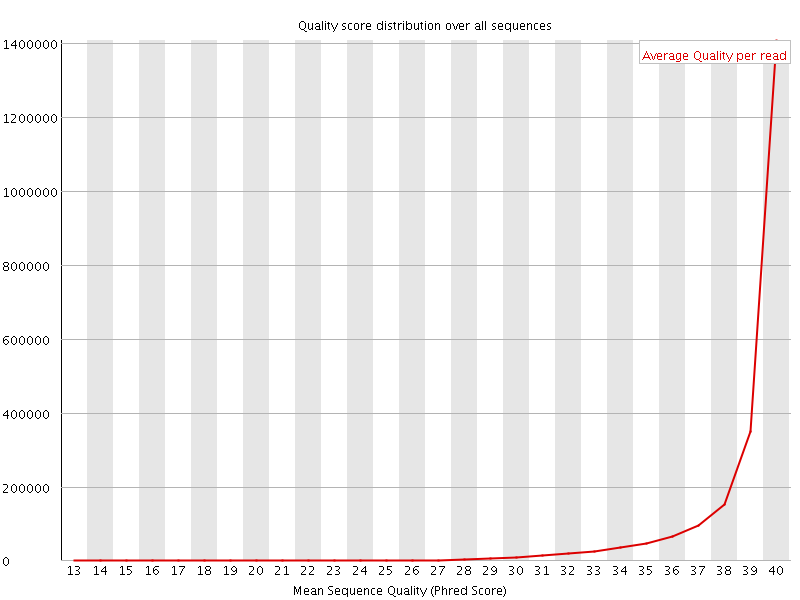 Quality score distribution over all sequences
Average Quality per read
1400000
1200000
1000000
800000
600000
400000
200000
0
13 14 15 16 17 18 19 20 21 22 23 24 25 26 27 28 29 30 31 32 33 34 35 36 37 38 39 40
Mean Sequence Quality (Phred Score)